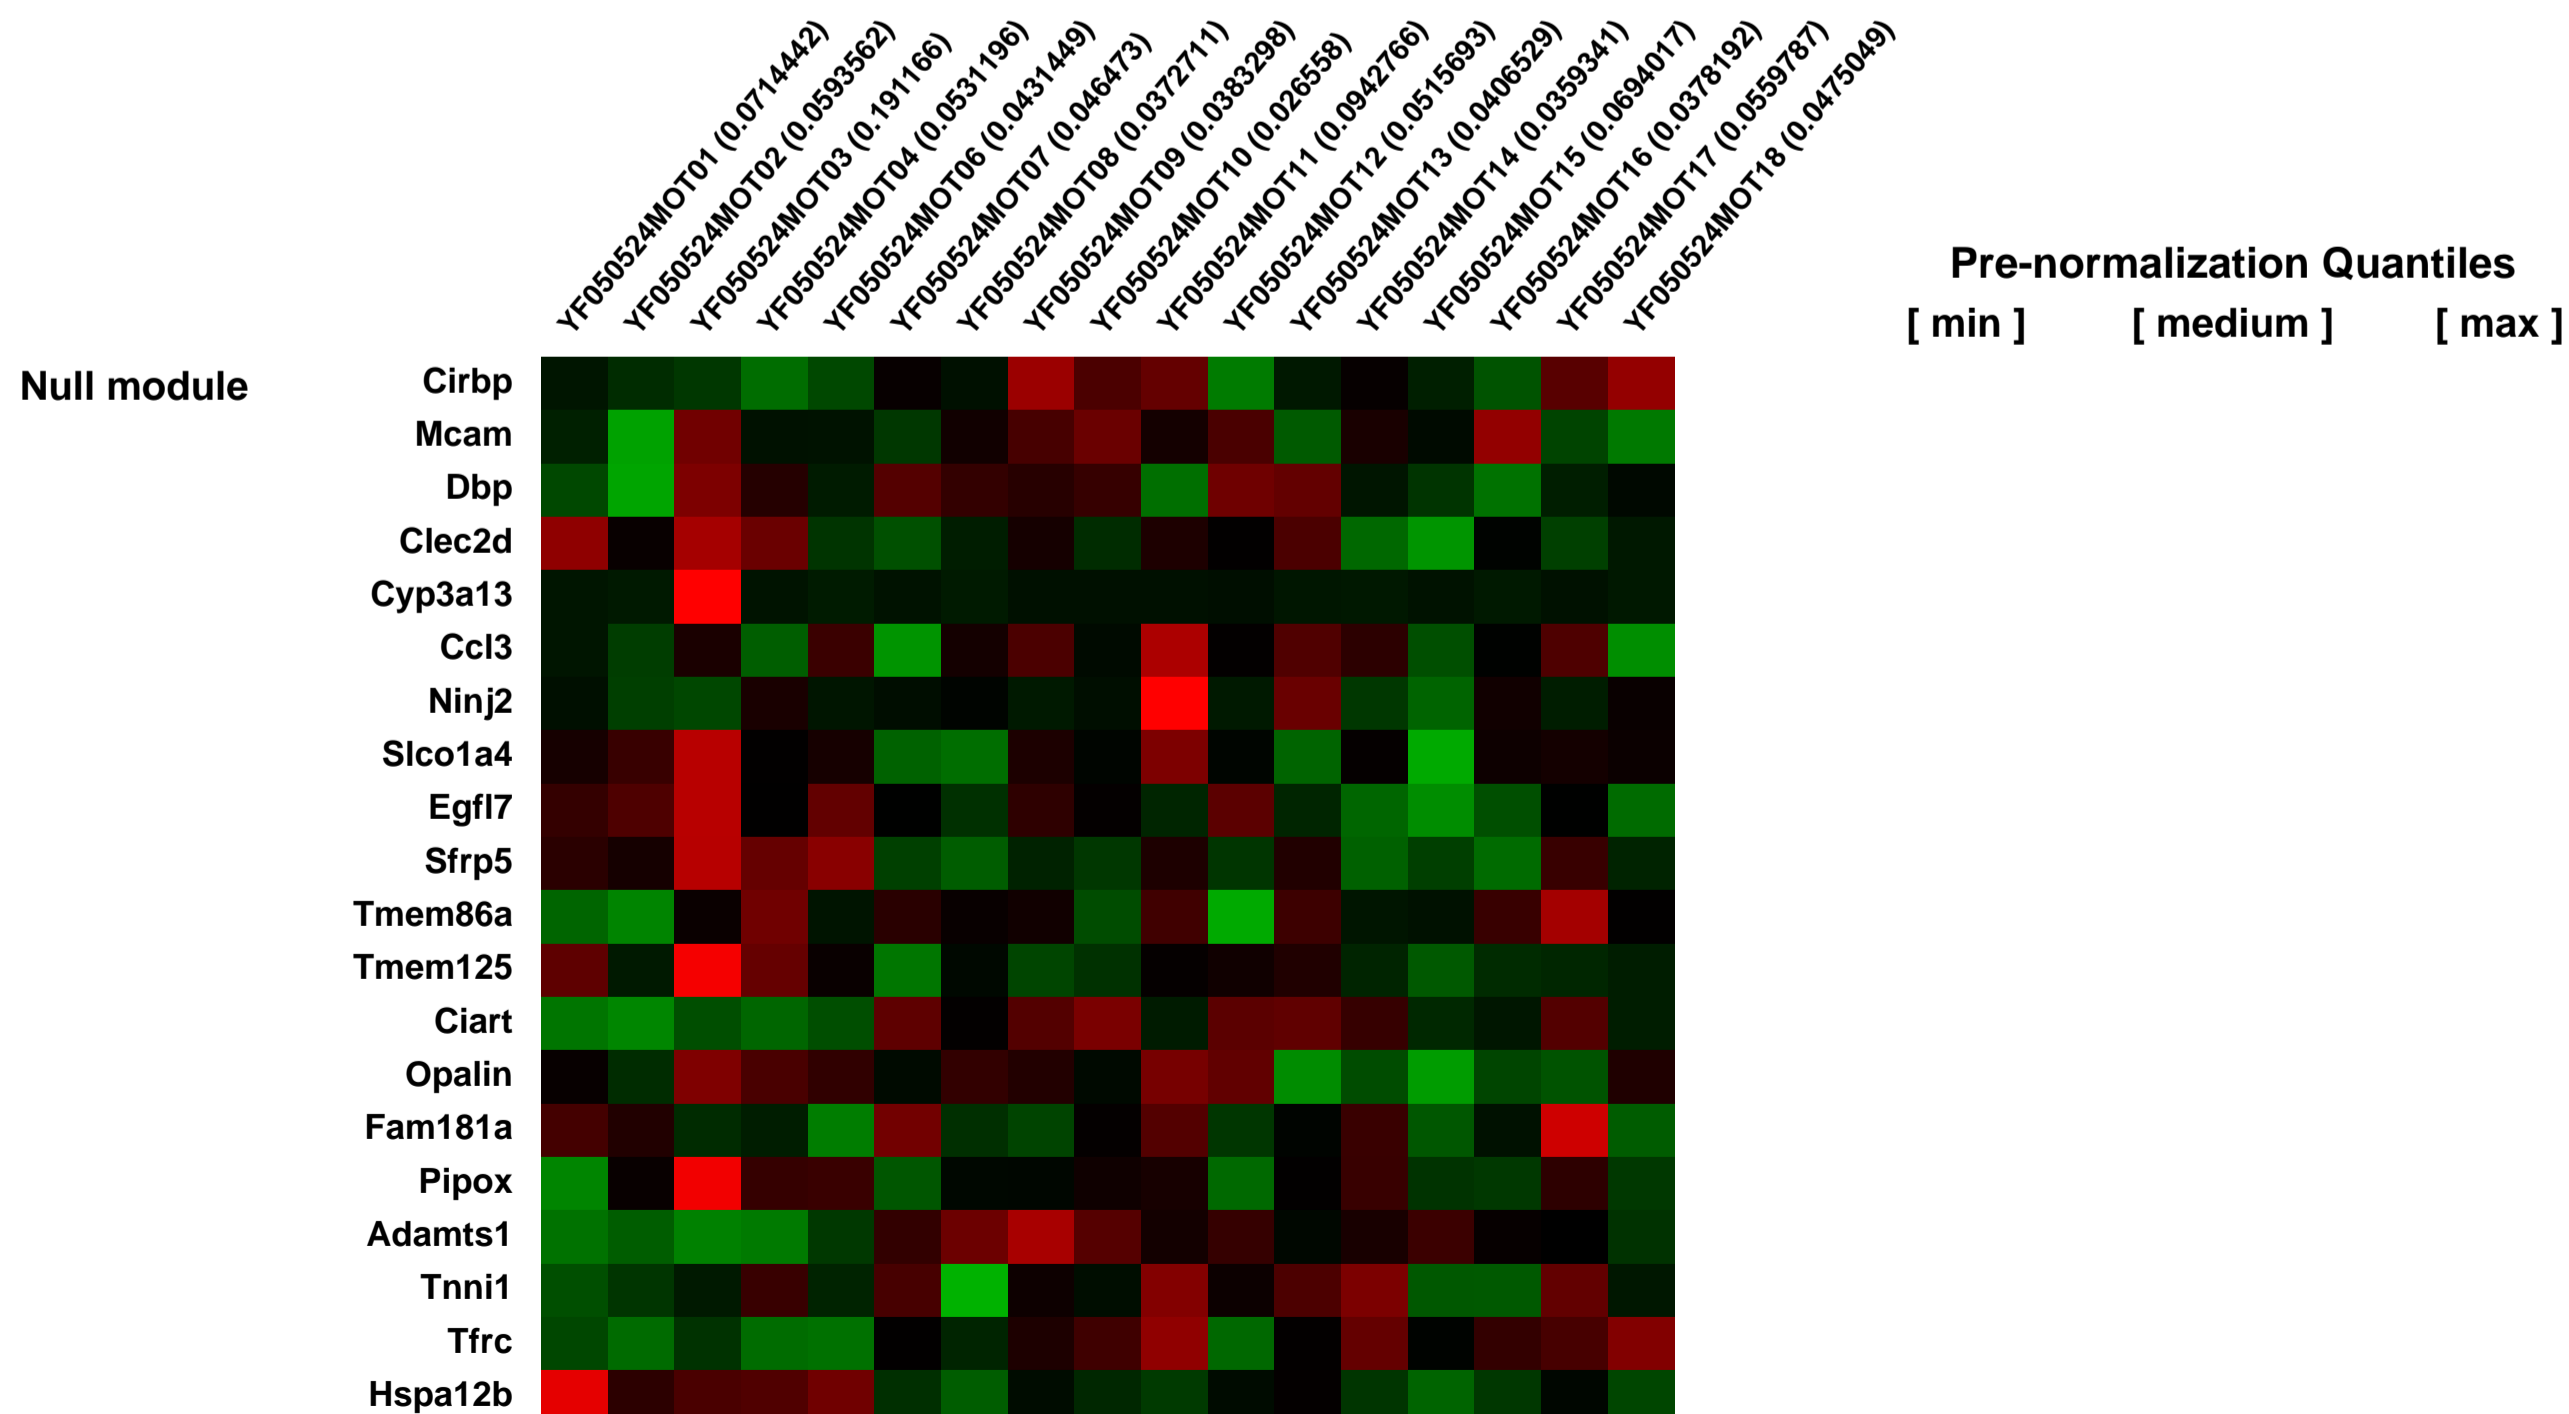 YF050524MOT01 (0.0714442)
YF050524MOT02 (0.0593562)
YF050524MOT03 (0.191166)
YF050524MOT04 (0.0531196)
YF050524MOT06 (0.0431449)
YF050524MOT07 (0.046473)
YF050524MOT08 (0.0372711)
YF050524MOT09 (0.0383298)
YF050524MOT10 (0.026558)
YF050524MOT11 (0.0942766)
YF050524MOT12 (0.0515693)
YF050524MOT13 (0.0406529)
YF050524MOT14 (0.0359341)
YF050524MOT15 (0.0694017)
YF050524MOT16 (0.0378192)
YF050524MOT17 (0.0559787)
YF050524MOT18 (0.0475049)
Pre-normalization Quantiles
[ min ] [ medium ] [ max ]
Null module
Cirbp
Mcam
Dbp
Clec2d
Cyp3a13
Ccl3
Ninj2
Slco1a4
Egfl7
Sfrp5
Tmem86a
Tmem125
Ciart
Opalin
Fam181a
Pipox
Adamts1
Tnni1
Tfrc
Hspa12b